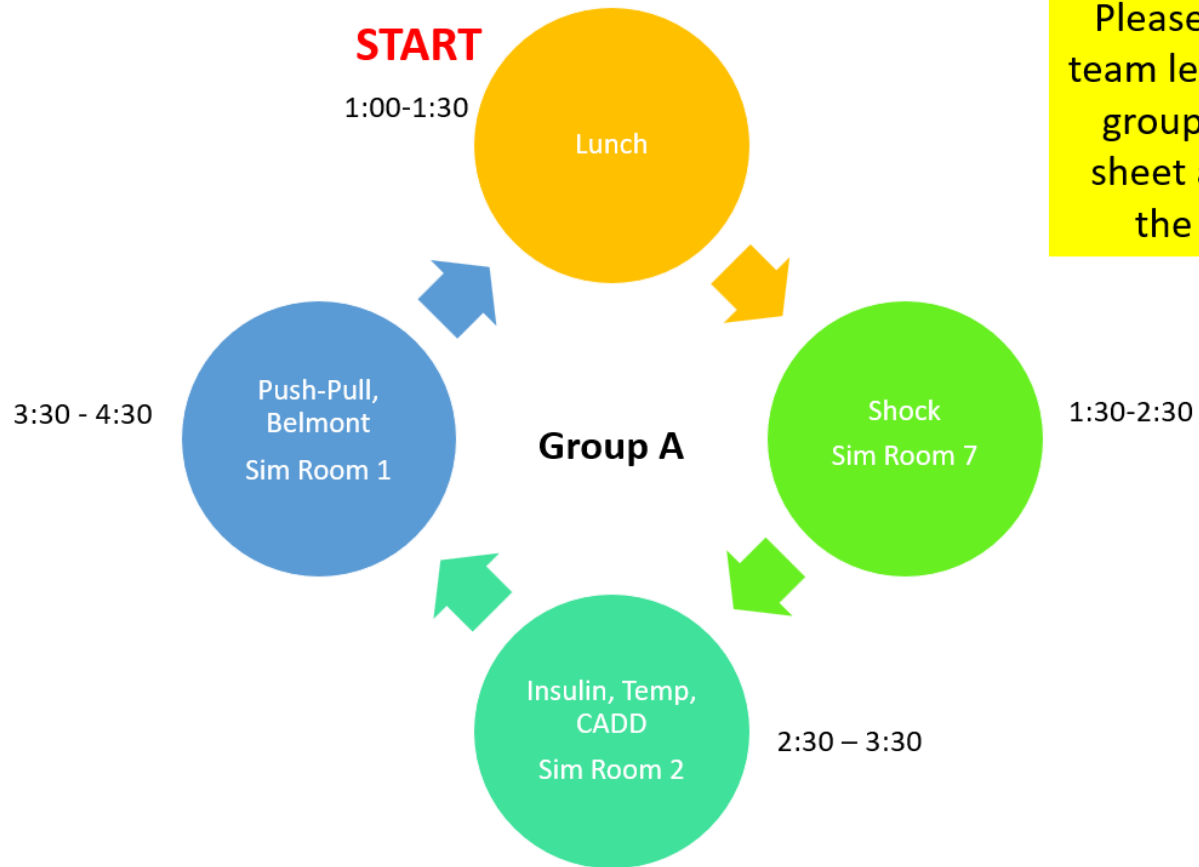 START
1:00-1:30
Lunch
Please
team le
group
sheet
the
Push-Pull,
Belmont
Sim Room 1
3:30 - 4:30
Group A
Shock
Sim Room 7
1:30-2:30
Insulin, Temp,
CADD
Sim Room 2
2:30 – 3:30